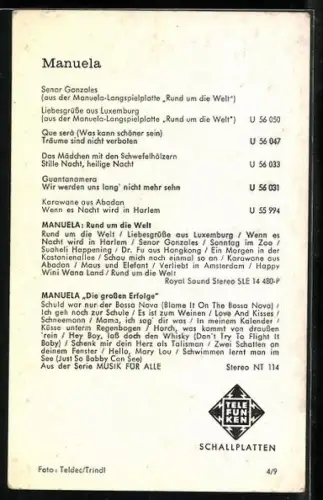 Manuela
Senor Gonzales
(aus der Manuela-Langspielplatte „Rund um die Welt")
Liebesgrüße aus Luxemburg
(aus der Manuela-Langspielplatte „Rund um die Welt") U 56 050
Que será (Was kann schöner sein)
Träume sind nicht verboten U 56 047
Das Mädchen mit den Schwefelhölzern
Stille Nacht, heilige Nacht U 56 033
Guantanamera
Wir werden uns lang' nicht mehr sehn U 56 031
Karawane aus Abadan
Wenn es Nacht wird in Harlem U 55 994
MANUELA: Rund um die Welt
Rund um die Welt / Liebesgrüße aus Luxemburg / Wenn es
Nacht wird in Harlem / Senor Gonzales / Sonntag im Zoo /
Suaheli Happening / Dr. Fu aus Hongkong / Ein Morgen in der
Kastanienallee / Schau mich noch einmal so an / Karawane aus
Abadan / Maus und Elefant / Verliebt in Amsterdam / Happy
Wini Wana Land / Rund um die Welt
Royal Sound Stereo SLE 14 480-P
MANUELA „Die großen Erfolge"
Schuld war nur der Bossa Nova (Blame It On The Bossa Nova) /
Ich geh noch zur Schule / Es ist zum Weinen / Love And Kisses /
Schneemann / Mama, ich sag' dir was / In meinem Kalender /
Küsse unterm Regenbogen / Horch, was kommt von draußen
'rein / Hey Boy, laß doch den Whisky (Don't Try To Flight It
Baby) / Schenk mir dein Herz als Talisman / Zwei Schatten an
deinem Fenster / Hello, Mary Lou / Schwimmen lernt man im
See (Just So Babby Can See)
Aus der Serie MUSIK FÜR ALLE Stereo NT 114
TELE
FUN
KEN
SCHALLPLATTEN
Foto: Teldec/Trindl 4/9